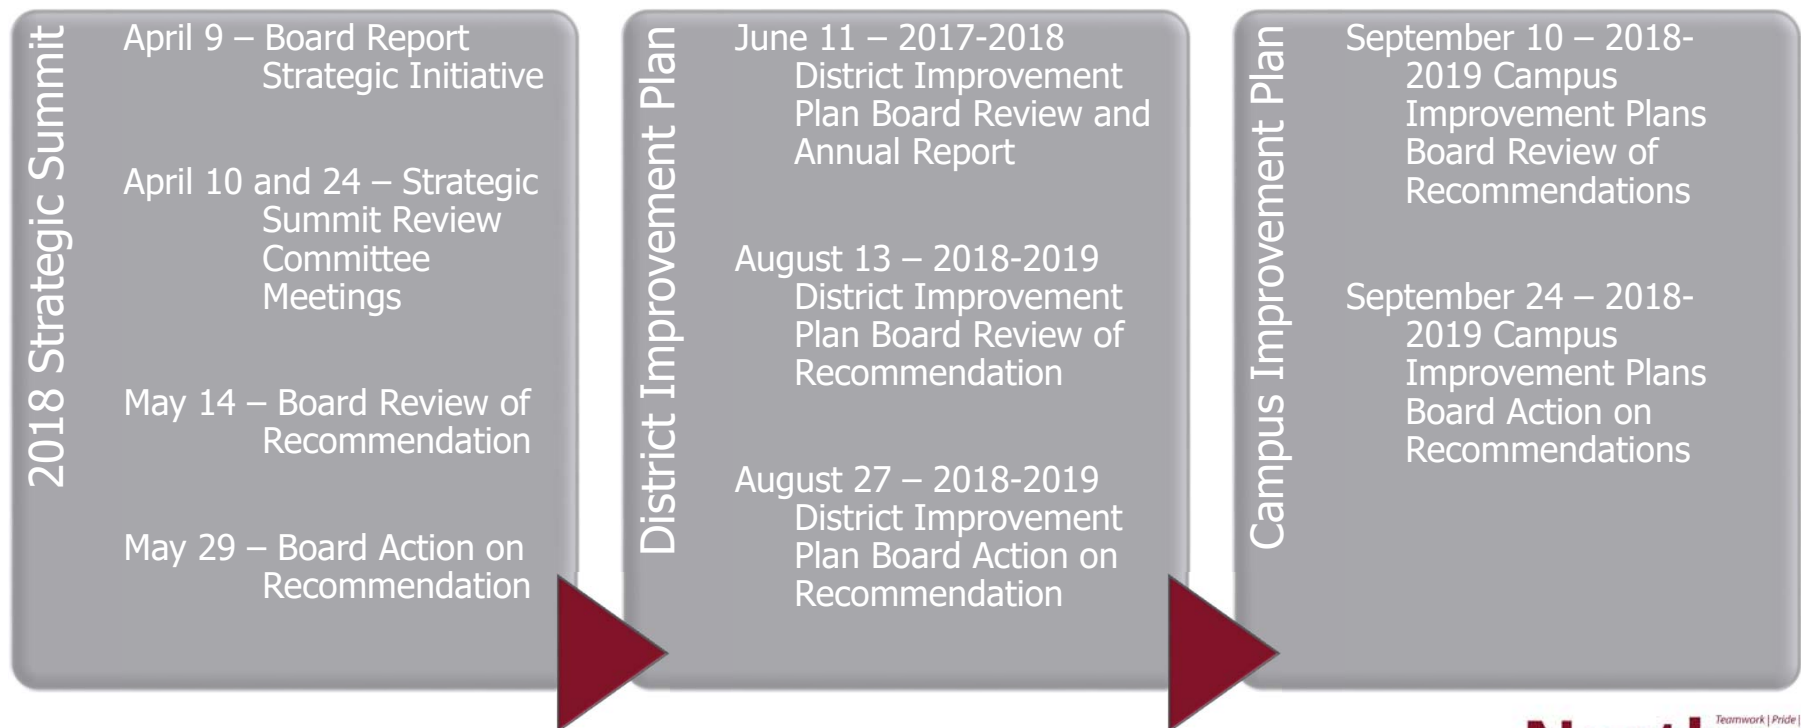 2018 Strategic Summit
April 9 – Board Report
Strategic Initiative
April 10 and 24 – Strategic
Summit Review
Committee
Meetings
May 14 – Board Review of
Recommendation
May 29 – Board Action on
Recommendation
District Improvement Plan
June 11 – 2017-2018
District Improvement
Plan Board Review and
Annual Report
August 13 – 2018-2019
District Improvement
Plan Board Review of
Recommendation
August 27 – 2018-2019
District Improvement
Plan Board Action on
Recommendation
Campus Improvement Plan
September 10 – 2018-
2019 Campus
Improvement Plans
Board Review of
Recommendations
September 24 – 2018-
2019 Campus
Improvement Plans
Board Action on
Recommendations
Teamwork | Pride |